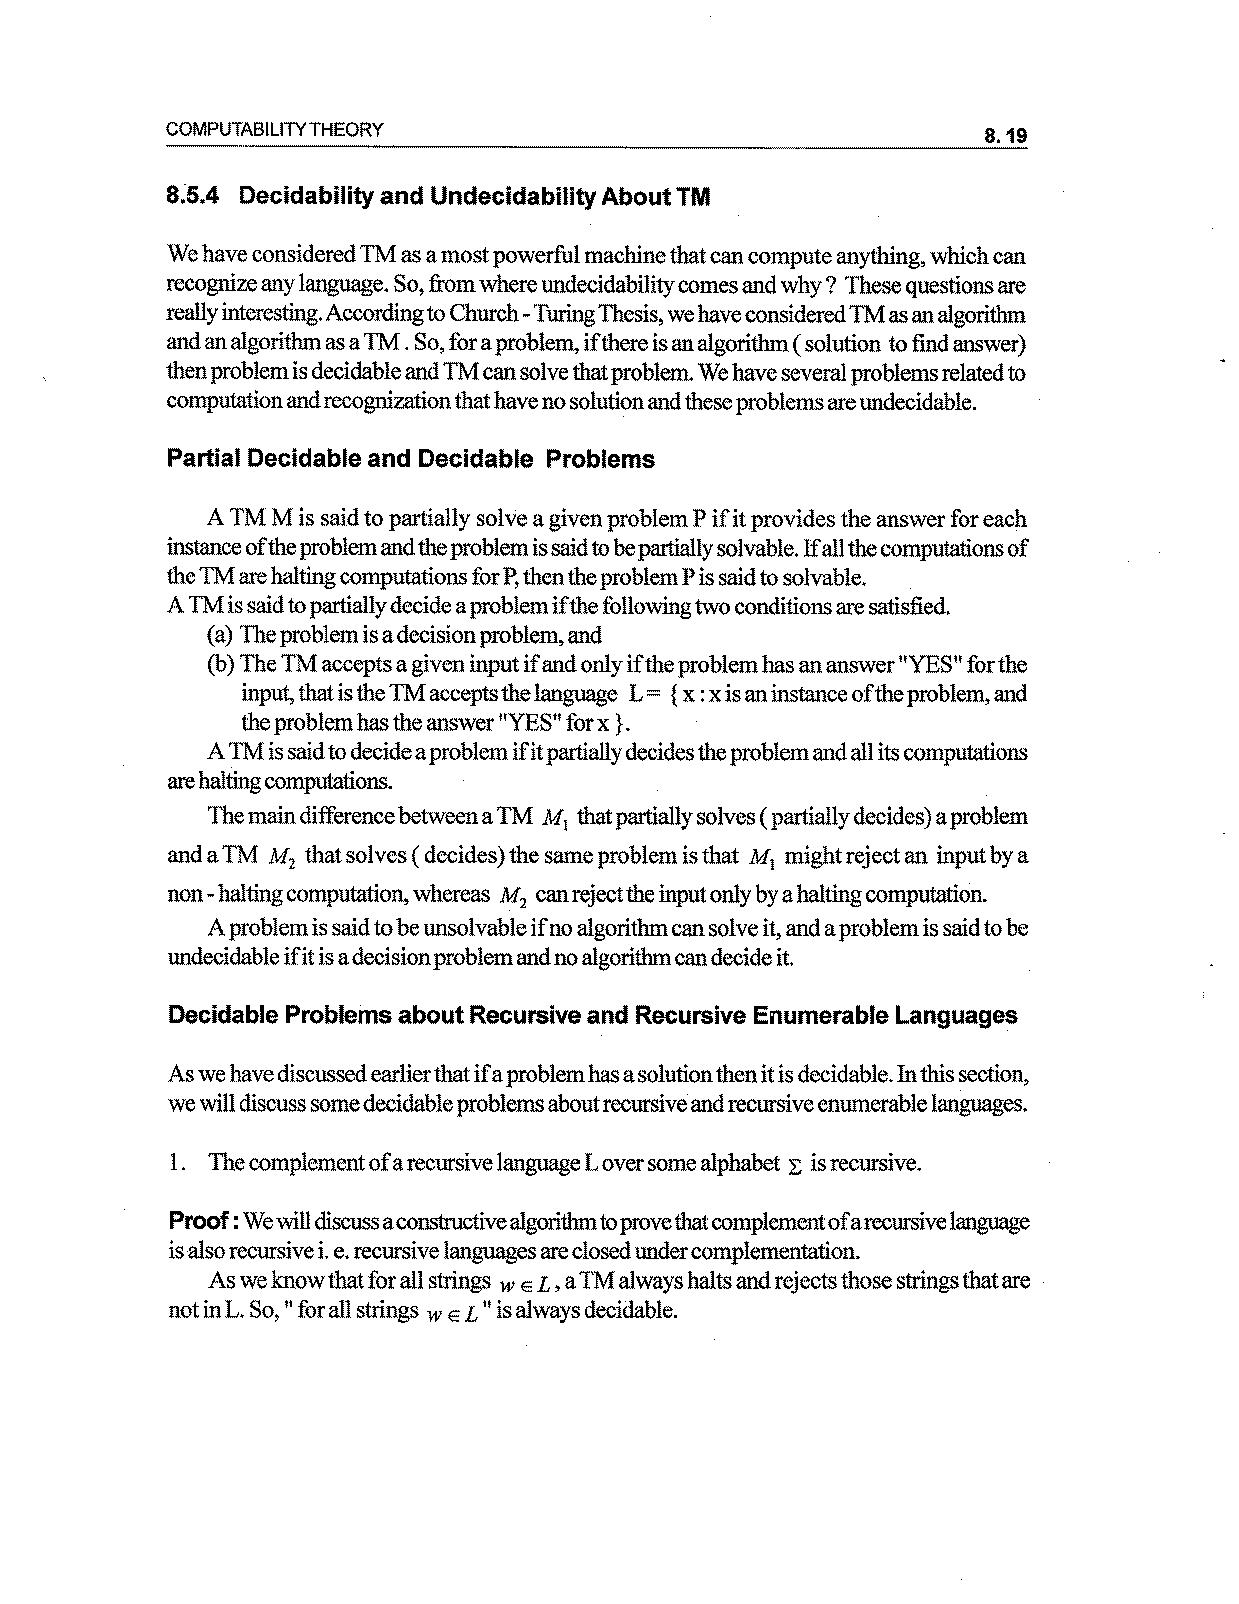 COMPUTABILITY THEORY 8.19
8.5.4 Decidability and Undecidability About TM
We have considered TM as a most powerful machine that can compute anything, which can
recognize any language. So, from where undecidability comes and why ? These questions are
really interesting. According to Church - Turing Thesis, we have considered TM as an algorithm
and an algorithm as a TM . So, for a problem, if there is an algorithm ( solution to find answer)
then problem is decidable and TM can solve that problem. We have several problems related to
computation and recognization that have no solution and these problems are undecidable.
Partial Decidable and Decidable Problems
A TM M is said to partially solve a given problem P if it provides the answer for each
instance of the problem and the problem is said to be partially solvable. If all the computations of
the TM are halting computations for P, then the problem P is said to solvable.
A TM is said to partially decide a problem if the following two conditions are satisfied.
(a) The problem is a decision problem, and
(b) The TM accepts a given input if and only if the problem has an answer "YES" for the
input, that is the TM accepts the language L = { x : x is an instance of the problem, and
the problem has the answer "YES" for x }.
A TM is said to decide a problem if it partially decides the problem and all its computations
are halting computations.
The main difference between a TM M₁ that partially solves ( partially decides) a problem
and a TM M₂ that solves ( decides) the same problem is that M₁ might reject an input by a
non - halting computation, whereas M₂ can reject the input only by a halting computation.
A problem is said to be unsolvable if no algorithm can solve it, and a problem is said to be
undecidable if it is a decision problem and no algorithm can decide it.
Decidable Problems about Recursive and Recursive Enumerable Languages
As we have discussed earlier that if a problem has a solution then it is decidable. In this section,
we will discuss some decidable problems about recursive and recursive enumerable languages.
1. The complement of a recursive language L over some alphabet Σ is recursive.
Proof : We will discuss a constructive algorithm to prove that complement of a recursive language
is also recursive i. e. recursive languages are closed under complementation.
As we know that for all strings w ∈ L , a TM always halts and rejects those strings that are
not in L. So, " for all strings w ∈ L " is always decidable.